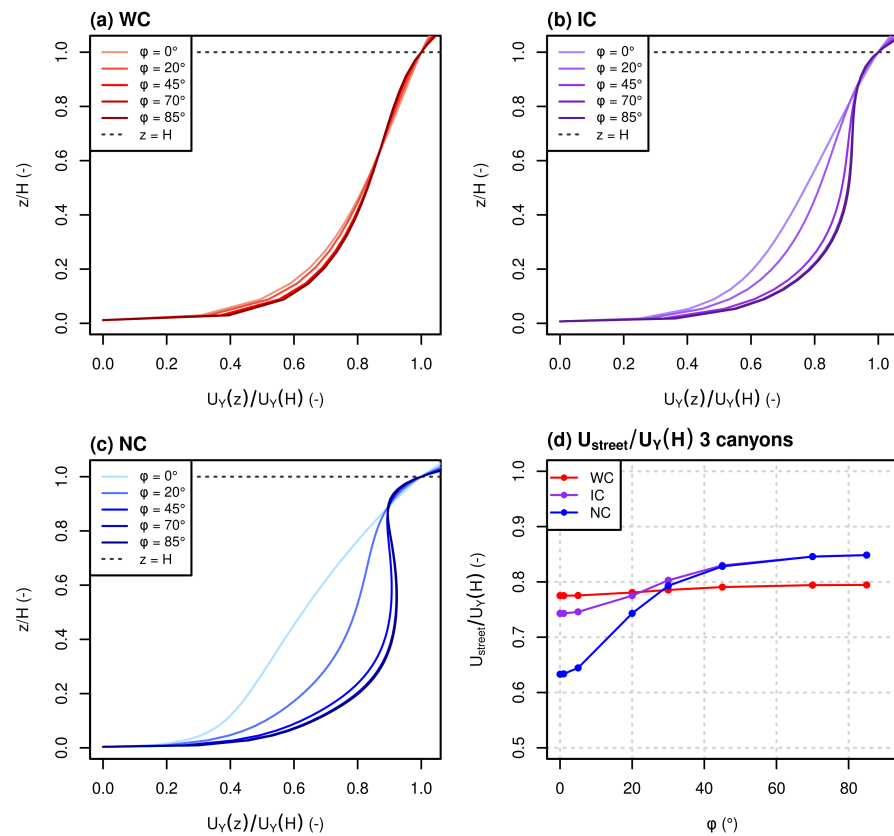 (a) WC
φ = 0°
φ = 20°
φ = 45°
φ = 70°
φ = 85°
z = H
z/H (-)
0.0 0.2 0.4 0.6 0.8 1.0
0.0 0.2 0.4 0.6 0.8 1.0
U_Y(z)/U_Y(H) (-)
(b) IC
φ = 0°
φ = 20°
φ = 45°
φ = 70°
φ = 85°
z = H
z/H (-)
0.0 0.2 0.4 0.6 0.8 1.0
0.0 0.2 0.4 0.6 0.8 1.0
U_Y(z)/U_Y(H) (-)
(c) NC
φ = 0°
φ = 20°
φ = 45°
φ = 70°
φ = 85°
z = H
z/H (-)
0.0 0.2 0.4 0.6 0.8 1.0
0.0 0.2 0.4 0.6 0.8 1.0
U_Y(z)/U_Y(H) (-)
(d) U_street/U_Y(H) 3 canyons
WC
IC
NC
U_street/U_Y(H) (-)
0.5 0.6 0.7 0.8 0.9 1.0
0 20 40 60 80
φ (°)